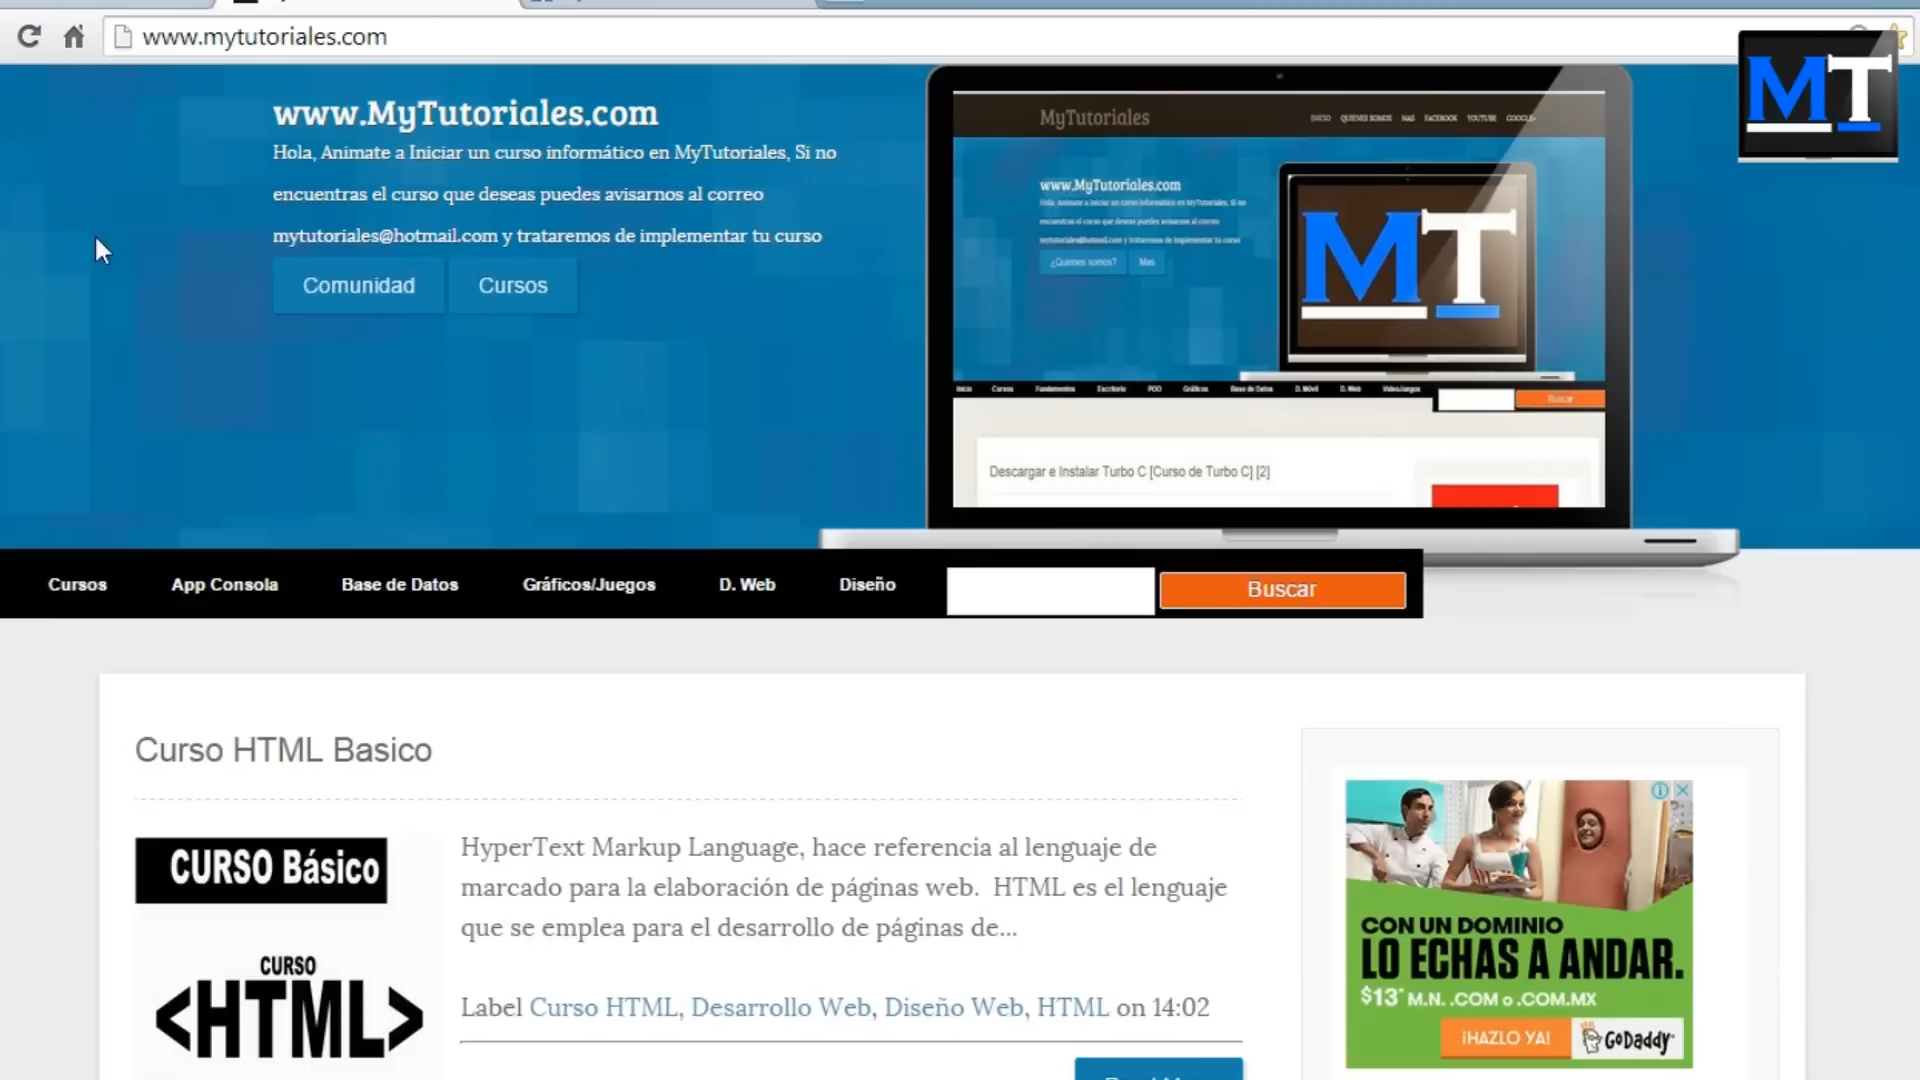 www.mytutoriales.com
MT
www.MyTutoriales.com
Hola, Animate a Iniciar un curso informático en MyTutoriales, Si no
encuentras el curso que deseas puedes avisarnos al correo
mytutoriales@hotmail.com y trataremos de implementar tu curso
Comunidad
Cursos
MyTutoriales
INICIO QUIENES SOMOS MAS FACEBOOK YOUTUBE GOOGLE+
www.MyTutoriales.com
Hola, Animate a Iniciar un curso informático en MyTutoriales, Si no
encuentras el curso que deseas puedes avisarnos al correo
mytutoriales@hotmail.com y trataremos de implementar tu curso
¿Quienes somos? Mas
MT
Inicio Cursos Fundamentos Escritorio POO Gráficos Base de Datos D. Móvil D. Web VideoJuegos Buscar
Descargar e Instalar Turbo C [Curso de Turbo C] [2]
Cursos App Consola Base de Datos Gráficos/Juegos D. Web Diseño Buscar
Curso HTML Basico
CURSO Básico
CURSO
<HTML>
HyperText Markup Language, hace referencia al lenguaje de
marcado para la elaboración de páginas web. HTML es el lenguaje
que se emplea para el desarrollo de páginas de...
Label Curso HTML, Desarrollo Web, Diseño Web, HTML on 14:02
CON UN DOMINIO
LO ECHAS A ANDAR.
$13* M.N. .COM o .COM.MX
¡HAZLO YA!
GoDaddy